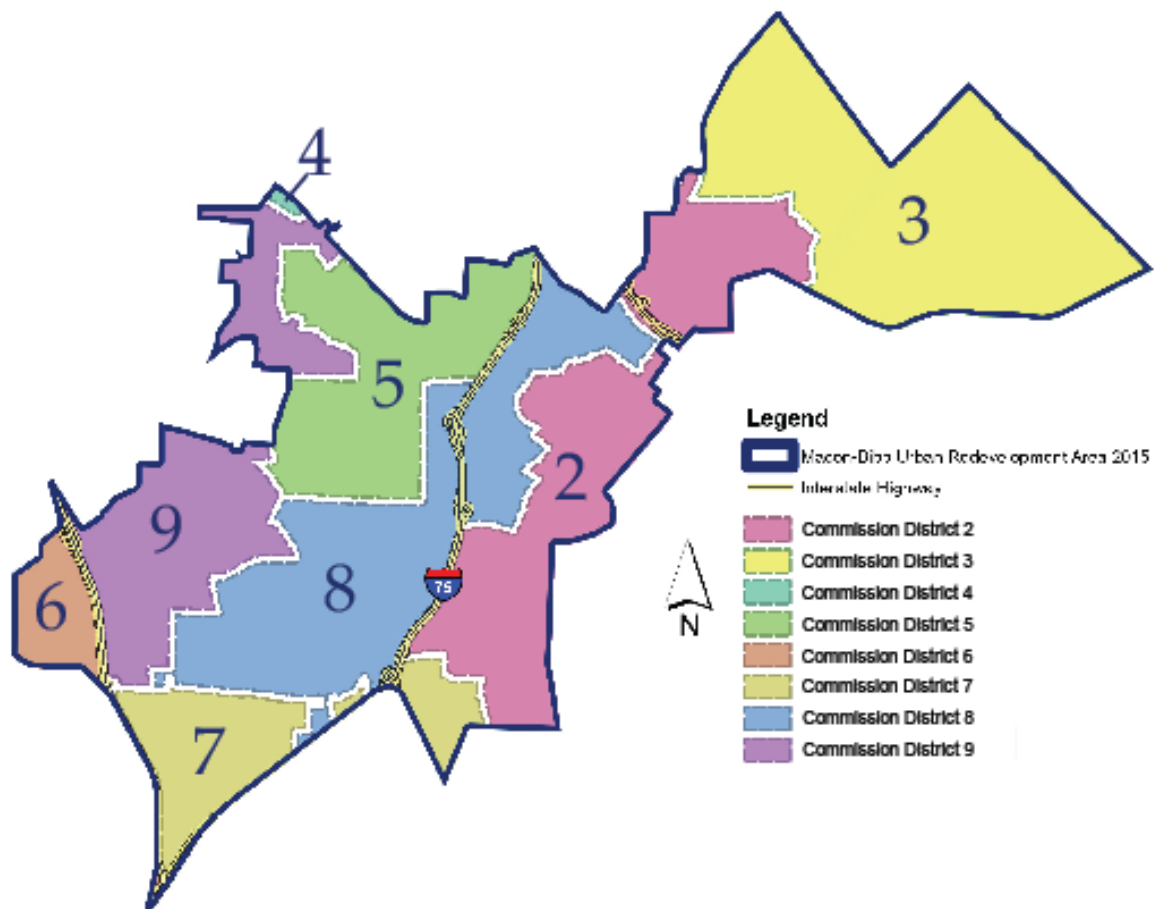 4
3
5
2
9
8
6
7
75
N
Legend
Macon-Bibb Urban Redevelopment Area 2015
Interstate Highway
Commission District 2
Commission District 3
Commission District 4
Commission District 5
Commission District 6
Commission District 7
Commission District 8
Commission District 9